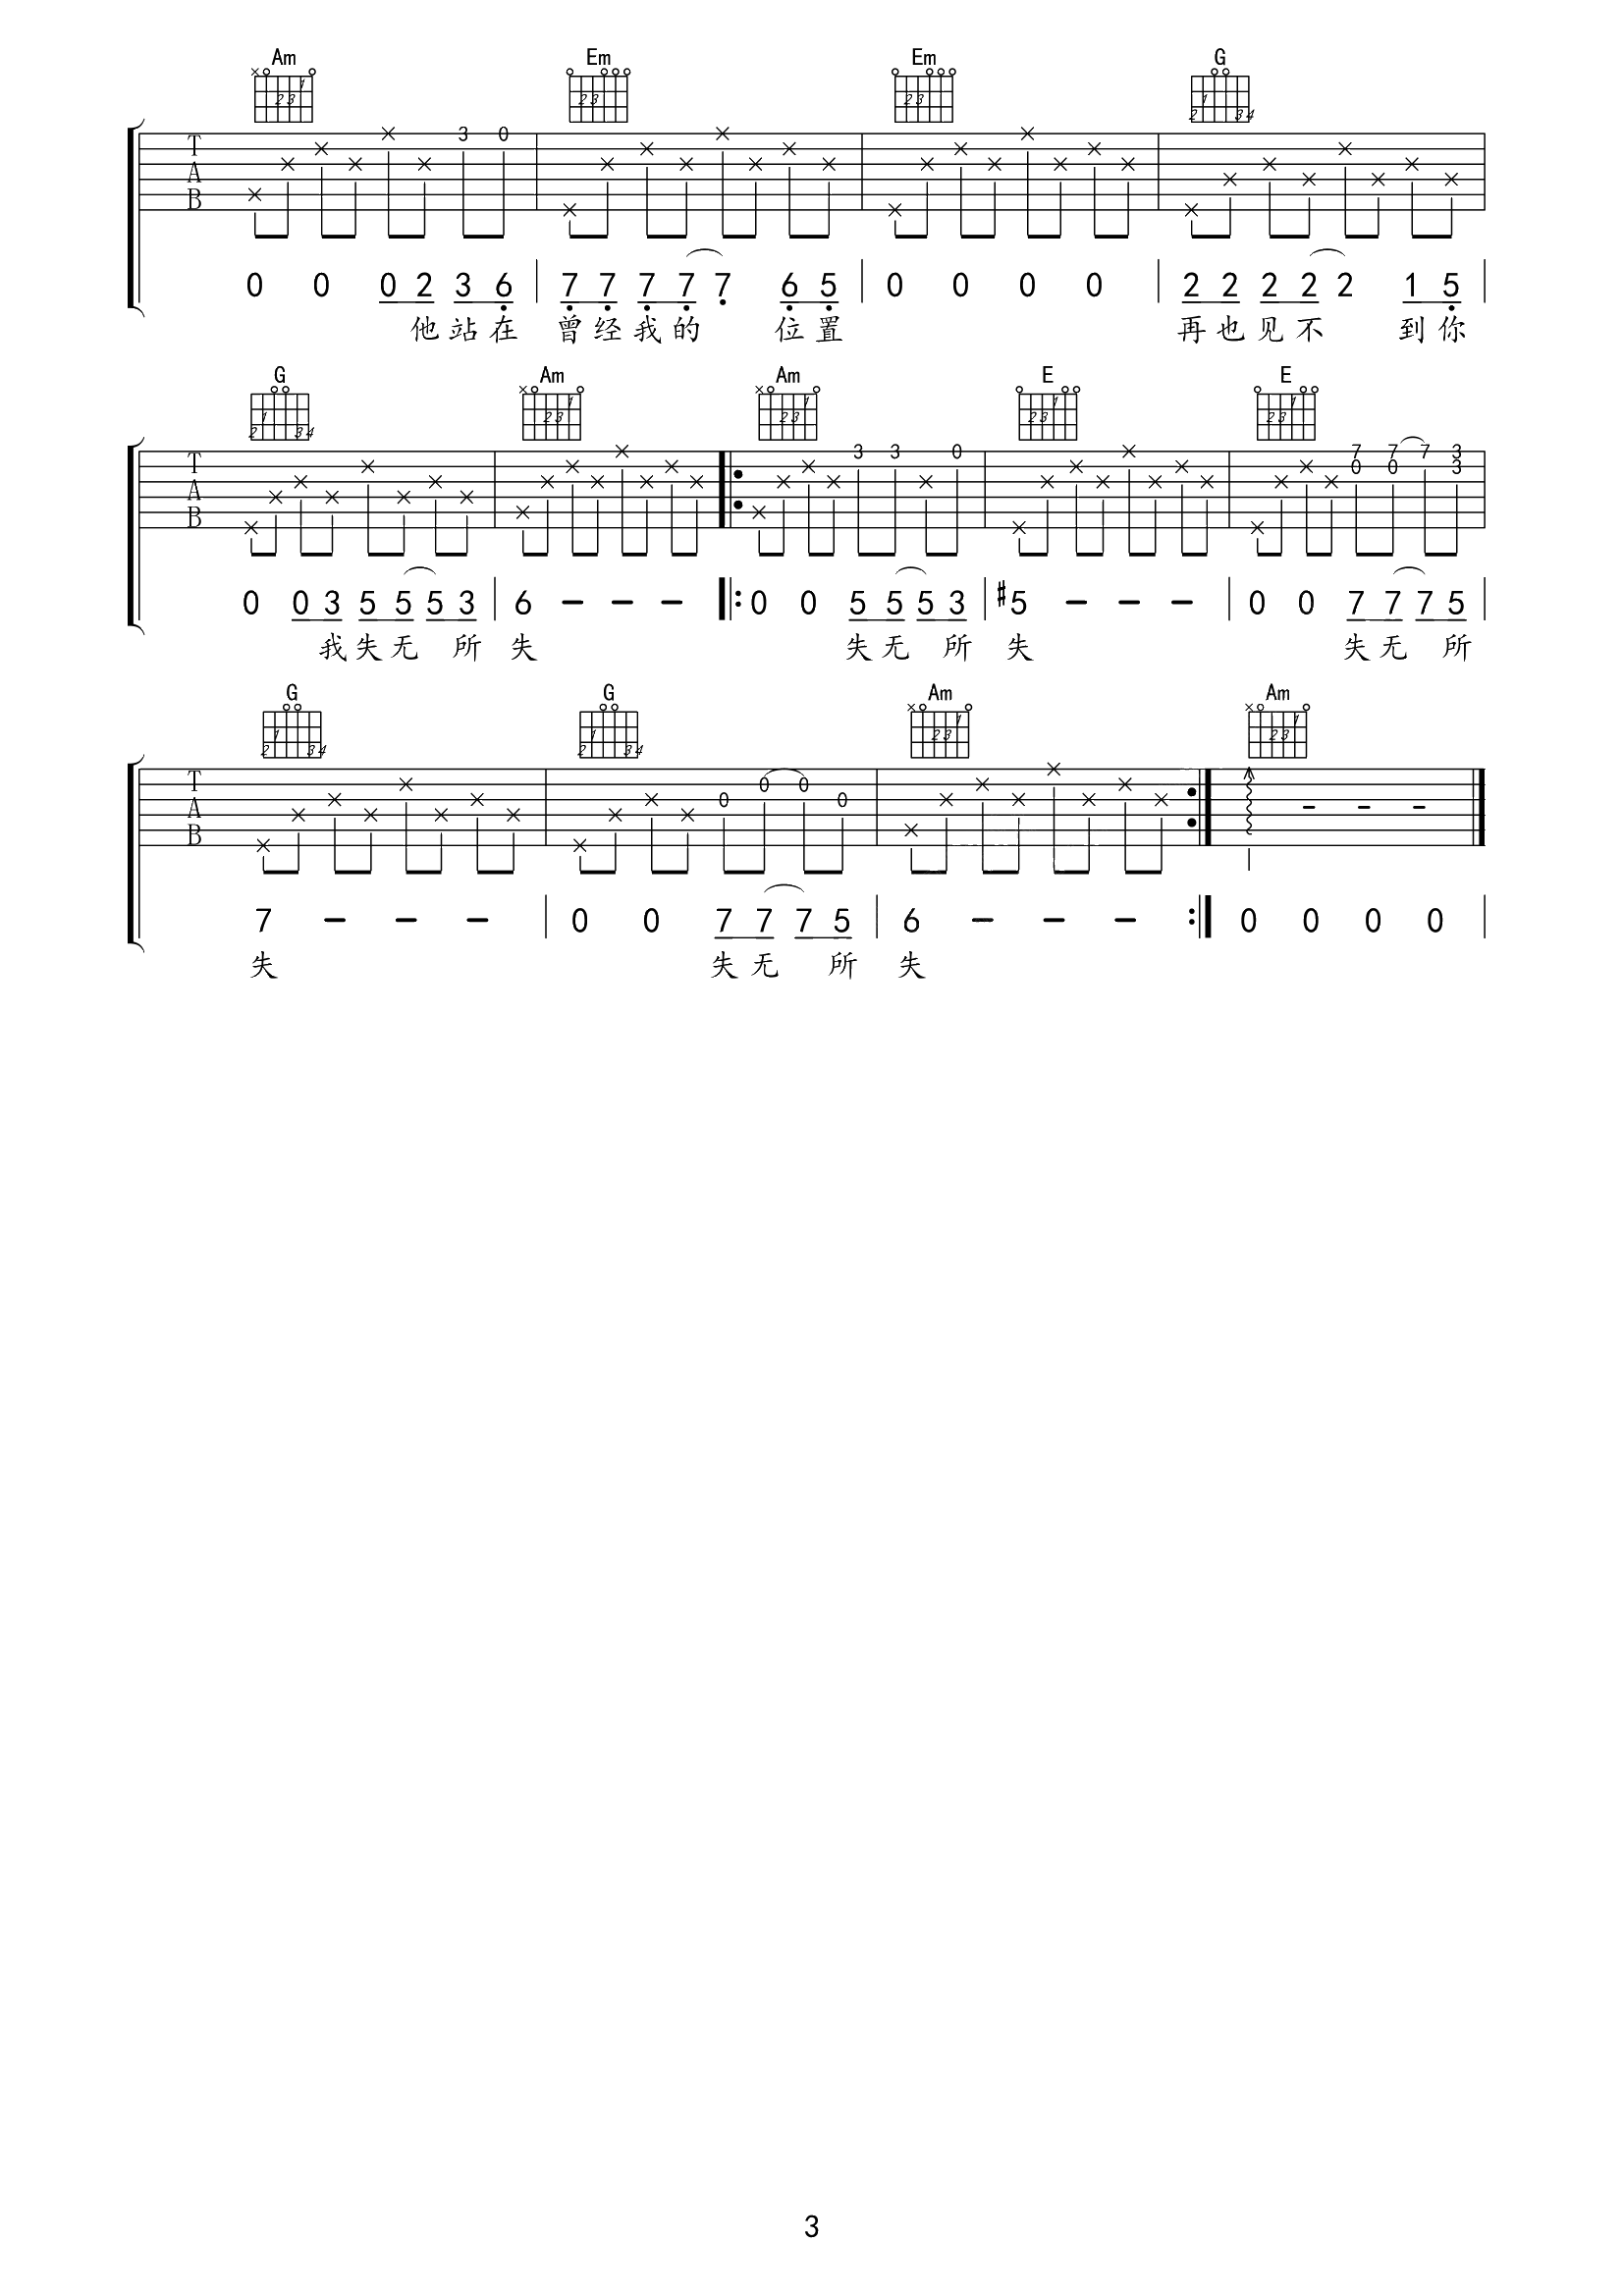 Am Em Em G
3 0
0 0 0 2 3 6 7 7 7 7 7 6 5 0 0 0 0 2 2 2 2 2 1 5
他 站 在 曾 经 我 的 位 置 再 也 见 不 到 你
G Am Am E E
3 3 0 7 7 7 3
0 0 3
0 0 3 5 5 5 3 6 – – – 0 0 5 5 5 3 #5 – – – 0 0 7 7 7 5
我 失 无 所 失 失 无 所 失 失 无 所
G G Am Am
0 0 0 0
7 – – – 0 0 7 7 7 5 6 – – – 0 0 0 0
失 失 无 所 失
3